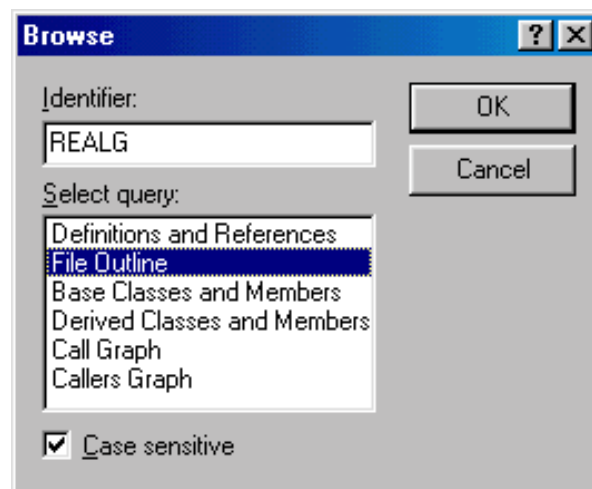 Browse
Identifier:
REALG
OK
Cancel
Select query:
Definitions and References
File Outline
Base Classes and Members
Derived Classes and Members
Call Graph
Callers Graph
Case sensitive